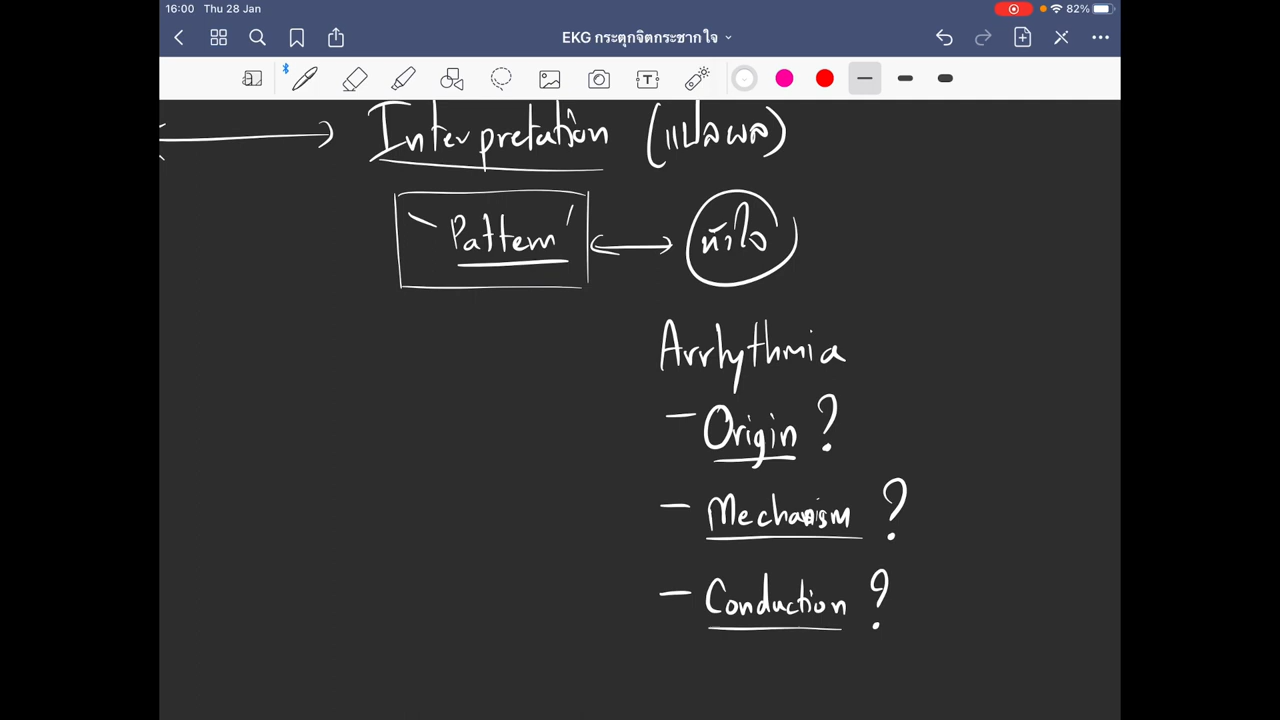 16:00 Thu 28 Jan 82%
EKG กระตุกจิตกระชากใจ
Interpretation (แปลผล)
"Pattern" หัวใจ
Arrhythmia
- Origin ?
- Mechanism ?
- Conduction ?